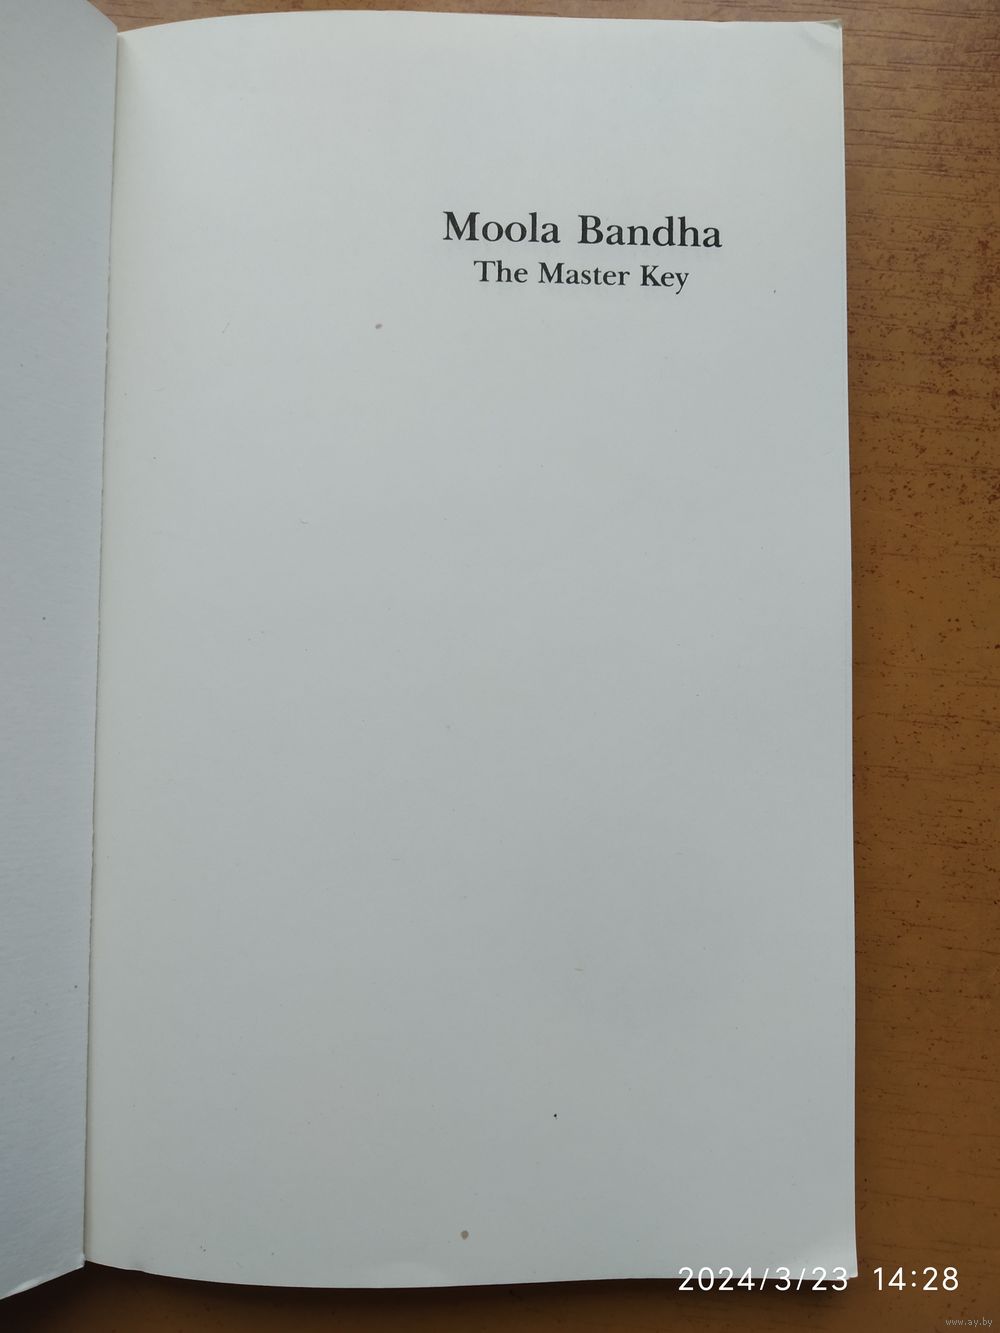 Moola Bandha
The Master Key
2024/3/23 14:28
www.ay.by